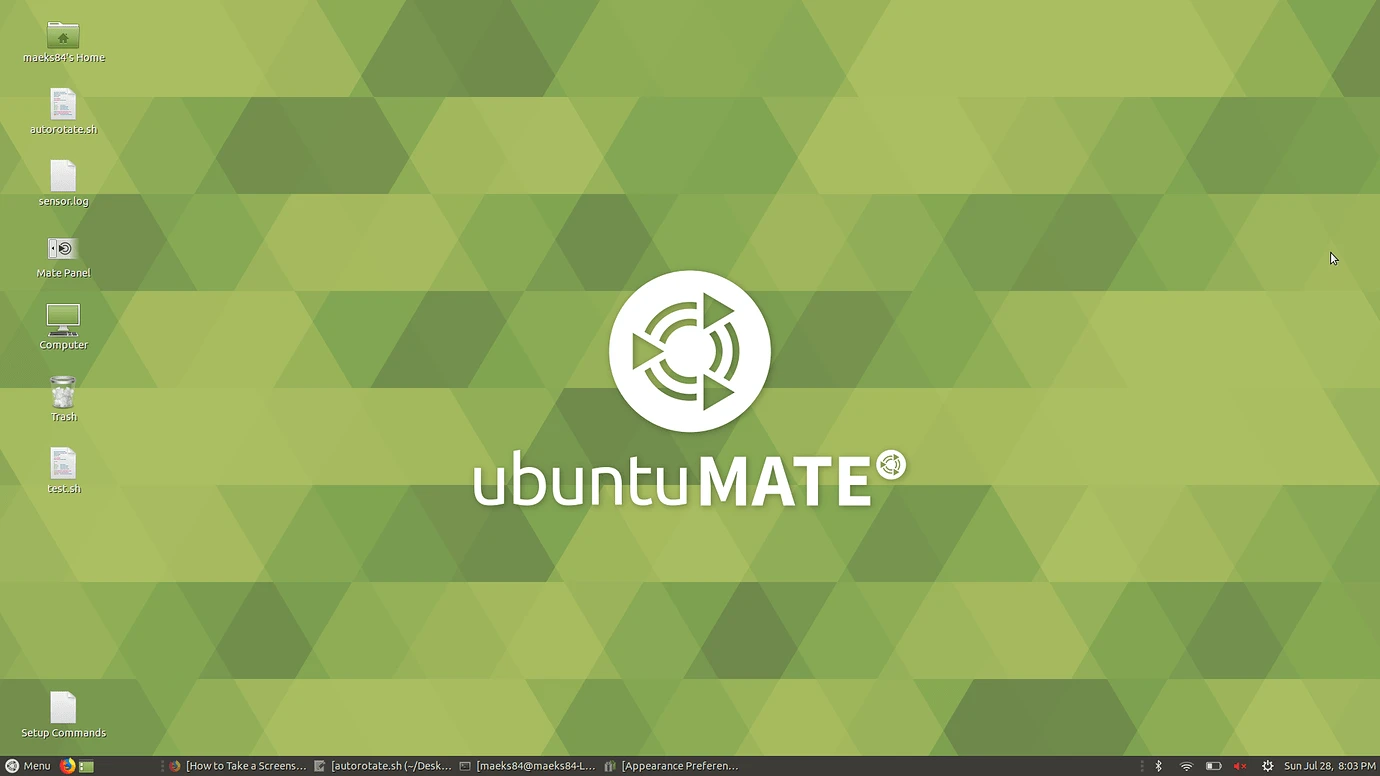 maeks84's Home
autorotate.sh
sensor.log
Mate Panel
Computer
Trash
test.sh
ubuntuMATE
Setup Commands
Menu [How to Take a Screens... [autorotate.sh (~/Desk... [maeks84@maeks84-L... [Appearance Preferen... Sun Jul 28, 8:03 PM